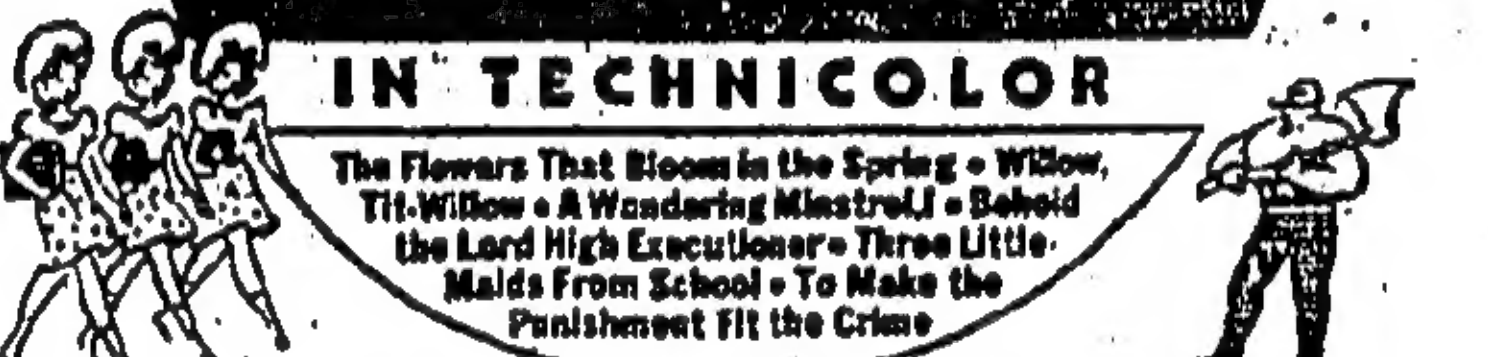 IN TECHNICOLOR
The Flowers That Bloom in the Spring • Willow,
Tit-Willow • A Wandering Minstrel I • Behold
the Lord High Executioner • Three Little
Maids From School • To Make the
Punishment Fit the Crime